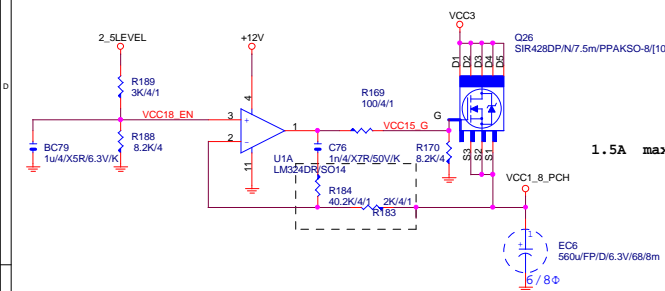 VCC3
2_5LEVEL
+12V
Q26
SIR428DP/N/7.5m/PPAKSO-8/[10
D1
D2
D3
D4
D5
D
R189
3K/4/1
4
R169
100/4/1
VCC18_EN
3
+
1
VCC15_G
G
2
-
BC79
1u/4/X5R/6.3V/K
R188
8.2K/4
11
U1A
LM324DR/SO14
C76
1n/4/X7R/50V/K
R170
8.2K/4
S3
S2
S1
1.5A max
VCC1_8_PCH
R184
40.2K/4/1
2K/4/1
R183
1
+
EC6
560u/FP/D/6.3V/68/8m
6/8Φ